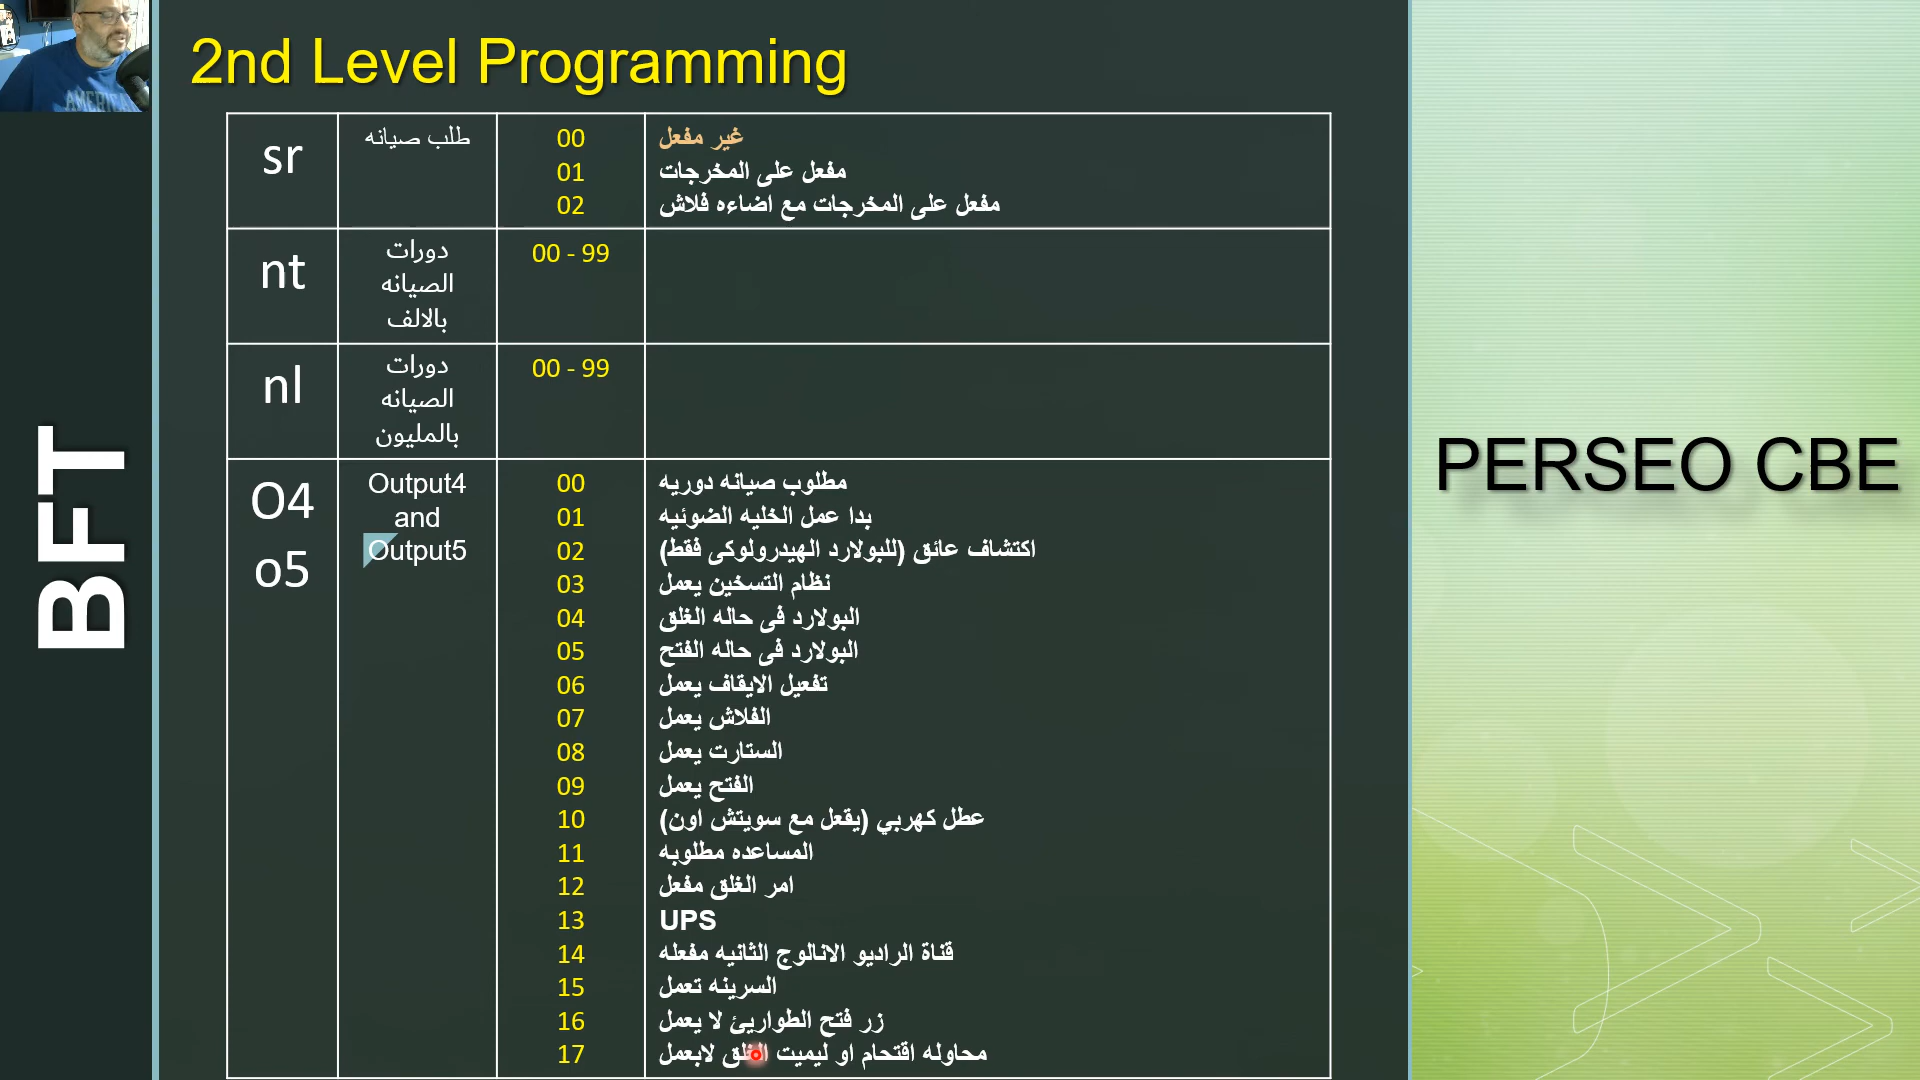 2nd Level Programming
sr
طلب صيانه
00
غير مفعل
01
مفعل على المخرجات
02
مفعل على المخرجات مع اضاءه فلاش
nt
دورات
الصيانه
بالالف
00 - 99
nl
دورات
الصيانه
بالمليون
00 - 99
O4
o5
Output4
and
Output5
00
مطلوب صيانه دوريه
01
بدا عمل الخليه الضوئيه
02
اكتشاف عائق (للبولارد الهيدرولوكى فقط)
03
نظام التسخين يعمل
04
البولارد فى حاله الغلق
05
البولارد فى حاله الفتح
06
تفعيل الايقاف يعمل
07
الفلاش يعمل
08
الستارت يعمل
09
الفتح يعمل
10
عطل كهربي (يقعل مع سويتش اون)
11
المساعده مطلوبه
12
امر الغلق مفعل
13
UPS
14
قناة الراديو الانالوج الثانيه مفعله
15
السرينه تعمل
16
زر فتح الطواريئ لا يعمل
17
محاوله اقتحام او ليميت الغلق لابعمل
BFT
PERSEO CBE